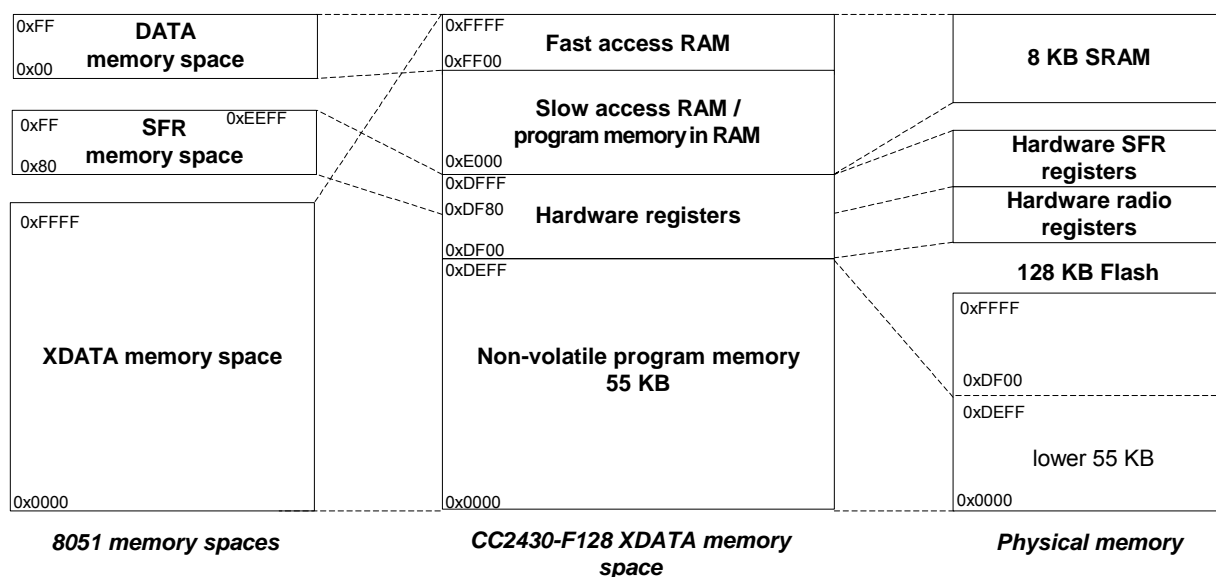 0xFF
DATA
memory space
0x00
0xFF
SFR
0xEEFF
memory space
0x80
0xFFFF
XDATA memory space
0x0000
8051 memory spaces
0xFFFF
Fast access RAM
0xFF00
Slow access RAM /
program memory in RAM
0xE000
0xDFFF
0xDF80
Hardware registers
0xDF00
0xDEFF
Non-volatile program memory
55 KB
0x0000
CC2430-F128 XDATA memory
space
8 KB SRAM
Hardware SFR
registers
Hardware radio
registers
128 KB Flash
0xFFFF
0xDF00
0xDEFF
lower 55 KB
0x0000
Physical memory